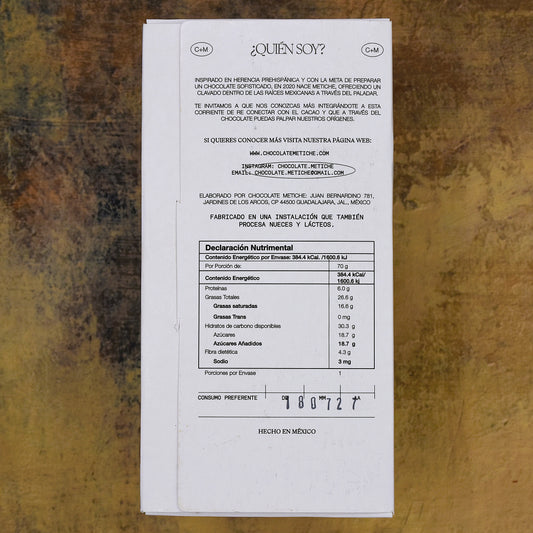 C+M
¿QUIÉN SOY?
C+M
INSPIRADO EN HERENCIA PREHISPÁNICA Y CON LA META DE PREPARAR
UN CHOCOLATE SOFISTICADO, EN 2020 NACE METICHE, OFRECIENDO UN
CLAVADO DENTRO DE LAS RAÍCES MEXICANAS A TRAVÉS DEL PALADAR.
TE INVITAMOS A QUE NOS CONOZCAS MÁS INTEGRÁNDOTE A ESTA
CORRIENTE DE RE CONECTAR CON EL CACAO Y QUE A TRAVÉS DEL
CHOCOLATE PUEDAS PALPAR NUESTROS ORÍGENES.
SI QUIERES CONOCER MÁS VISITA NUESTRA PÁGINA WEB:
WWW.CHOCOLATEMETICHE.COM
INSTAGRAM: CHOCOLATE.METICHE
EMAIL: CHOCOLATE.METICHE@GMAIL.COM
ELABORADO POR CHOCOLATE METICHE: JUAN BERNARDINO 781,
JARDINES DE LOS ARCOS, CP 44500 GUADALAJARA, JAL., MÉXICO
FABRICADO EN UNA INSTALACIÓN QUE TAMBIÉN
PROCESA NUECES Y LÁCTEOS.
Declaración Nutrimental
Contenido Energético por Envase: 384.4 kCal. /1600.6 kJ
Por Porción de: 70 g
Contenido Energético 384.4 kCal/
1600.6 kj
Proteínas 6.0 g
Grasas Totales 26.6 g
Grasas saturadas 16.6 g
Grasas Trans 0 mg
Hidratos de carbono disponibles 30.3 g
Azúcares 18.7 g
Azúcares Añadidos 18.7 g
Fibra dietética 4.3 g
Sodio 3 mg
Porciones por Envase 1
CONSUMO PREFERENTE DD MM AA
180727
HECHO EN MÉXICO